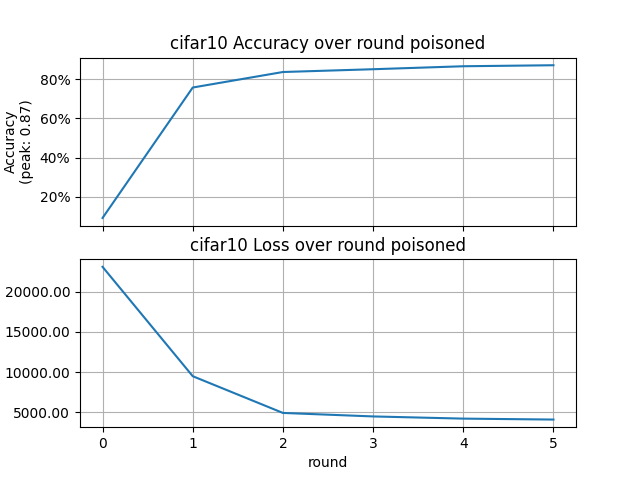 cifar10 Accuracy over round poisoned
80%
60%
40%
20%
Accuracy
(peak: 0.87)
cifar10 Loss over round poisoned
20000.00
15000.00
10000.00
5000.00
0 1 2 3 4 5
round